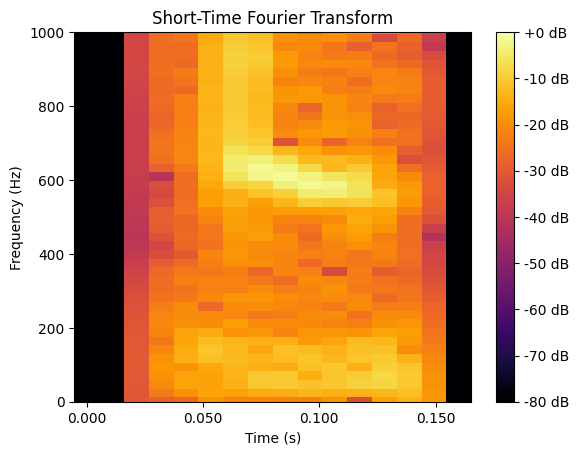 Short-Time Fourier Transform
1000
800
600
400
200
0
Frequency (Hz)
0.000
0.050
0.100
0.150
Time (s)
+0 dB
-10 dB
-20 dB
-30 dB
-40 dB
-50 dB
-60 dB
-70 dB
-80 dB